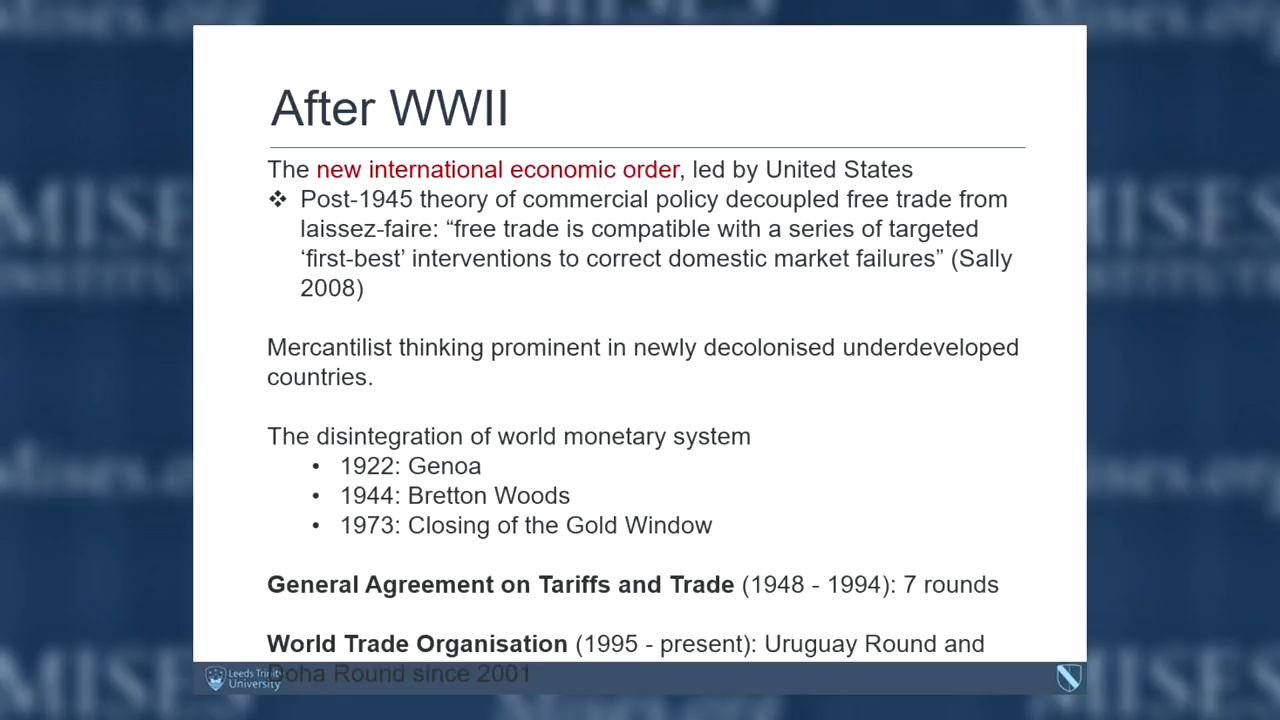 After WWII
The new international economic order, led by United States
❖ Post-1945 theory of commercial policy decoupled free trade from
laissez-faire: “free trade is compatible with a series of targeted
‘first-best’ interventions to correct domestic market failures” (Sally
2008)
Mercantilist thinking prominent in newly decolonised underdeveloped
countries.
The disintegration of world monetary system
• 1922: Genoa
• 1944: Bretton Woods
• 1973: Closing of the Gold Window
General Agreement on Tariffs and Trade (1948 - 1994): 7 rounds
World Trade Organisation (1995 - present): Uruguay Round and
Doha Round since 2001
Leeds Trinity
University
Mises.org
MISES